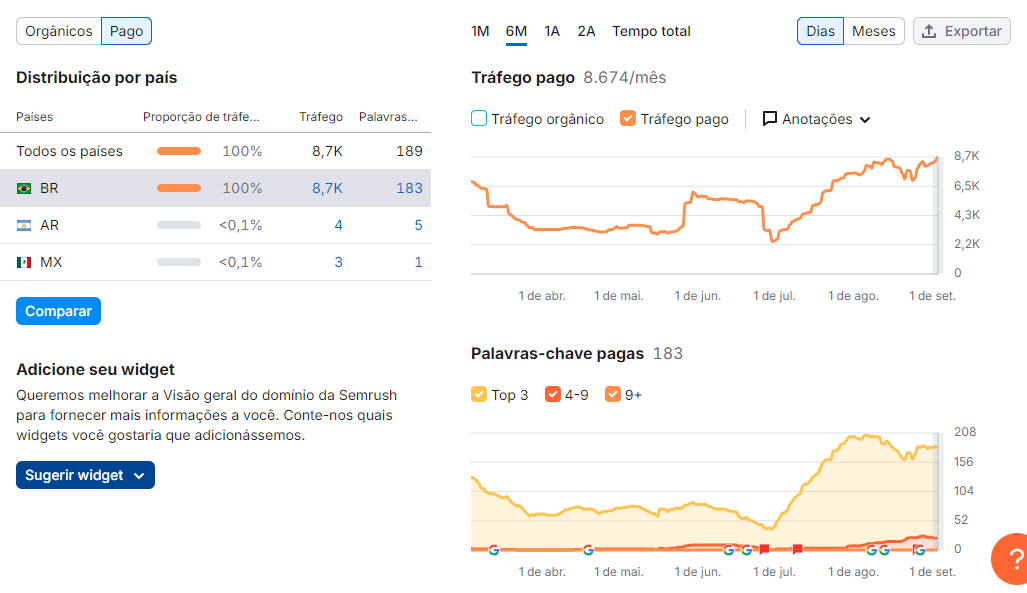 Orgânicos Pago
Distribuição por país
Países Proporção de tráfe... Tráfego Palavras...
Todos os países 100% 8,7K 189
BR 100% 8,7K 183
AR <0,1% 4 5
MX <0,1% 3 1
Comparar
Adicione seu widget
Queremos melhorar a Visão geral do domínio da Semrush
para fornecer mais informações a você. Conte-nos quais
widgets você gostaria que adicionássemos.
Sugerir widget
1M 6M 1A 2A Tempo total
Dias Meses Exportar
Tráfego pago 8.674/mês
Tráfego orgânico Tráfego pago Anotações
8,7K
6,5K
4,3K
2,2K
0
1 de abr. 1 de mai. 1 de jun. 1 de jul. 1 de ago. 1 de set.
Palavras-chave pagas 183
Top 3 4-9 9+
208
156
104
52
0
1 de abr. 1 de mai. 1 de jun. 1 de jul. 1 de ago. 1 de set.
?